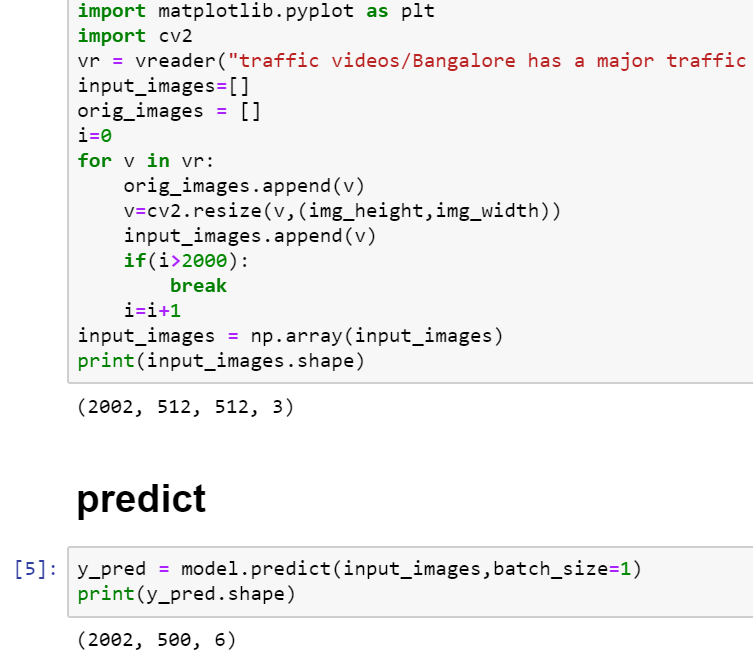 import matplotlib.pyplot as plt
import cv2
vr = vreader("traffic videos/Bangalore has a major traffic
input_images=[]
orig_images = []
i=0
for v in vr:
    orig_images.append(v)
    v=cv2.resize(v,(img_height,img_width))
    input_images.append(v)
    if(i>2000):
        break
    i=i+1
input_images = np.array(input_images)
print(input_images.shape)
(2002, 512, 512, 3)
predict
[5]: y_pred = model.predict(input_images,batch_size=1)
print(y_pred.shape)
(2002, 500, 6)